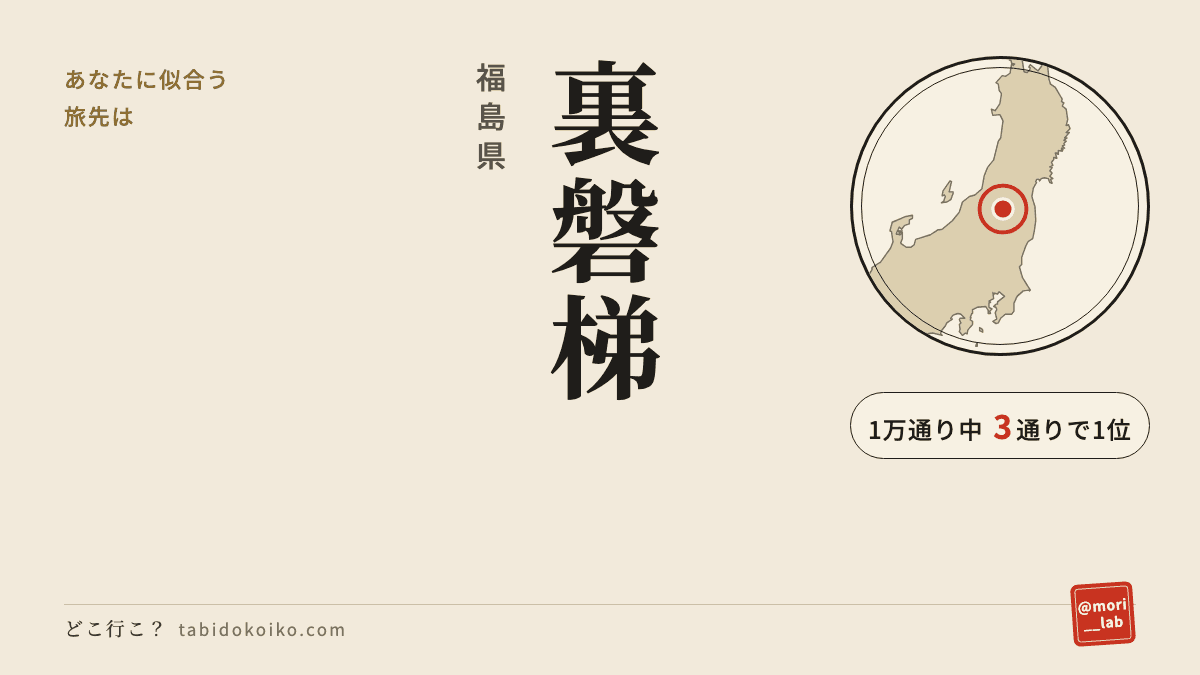 あなたに似合う
旅先は
裏磐梯
福島県
1万通り中 3通りで1位
どこ行こ? tabidokoiko.com
@mori
__lab